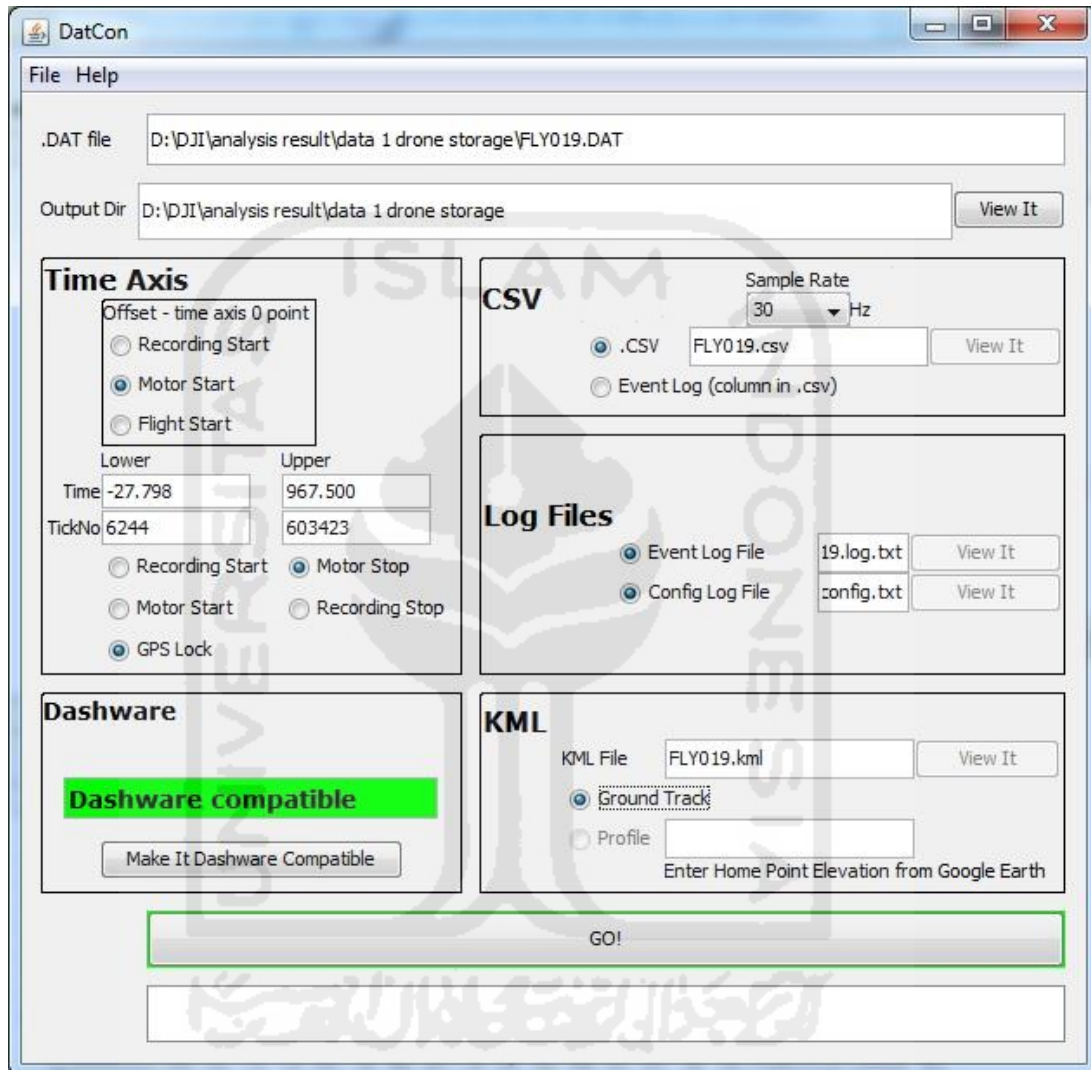 DatCon
File Help
.DAT file D:\DJI\analysis result\data 1 drone storage\FLY019.DAT
Output Dir D:\DJI\analysis result\data 1 drone storage View It
Time Axis
Offset - time axis 0 point
Recording Start
Motor Start
Flight Start
Lower Upper
Time -27.798 967.500
TickNo 6244 603423
Recording Start Motor Stop
Motor Start Recording Stop
GPS Lock
CSV
Sample Rate
30 Hz
.CSV FLY019.csv View It
Event Log (column in .csv)
Log Files
Event Log File 19.log.txt View It
Config Log File config.txt View It
Dashware
Dashware compatible
Make It Dashware Compatible
KML
KML File FLY019.kml View It
Ground Track
Profile
Enter Home Point Elevation from Google Earth
GO!
UNIVERSITAS
ISLAM
INDONESIA